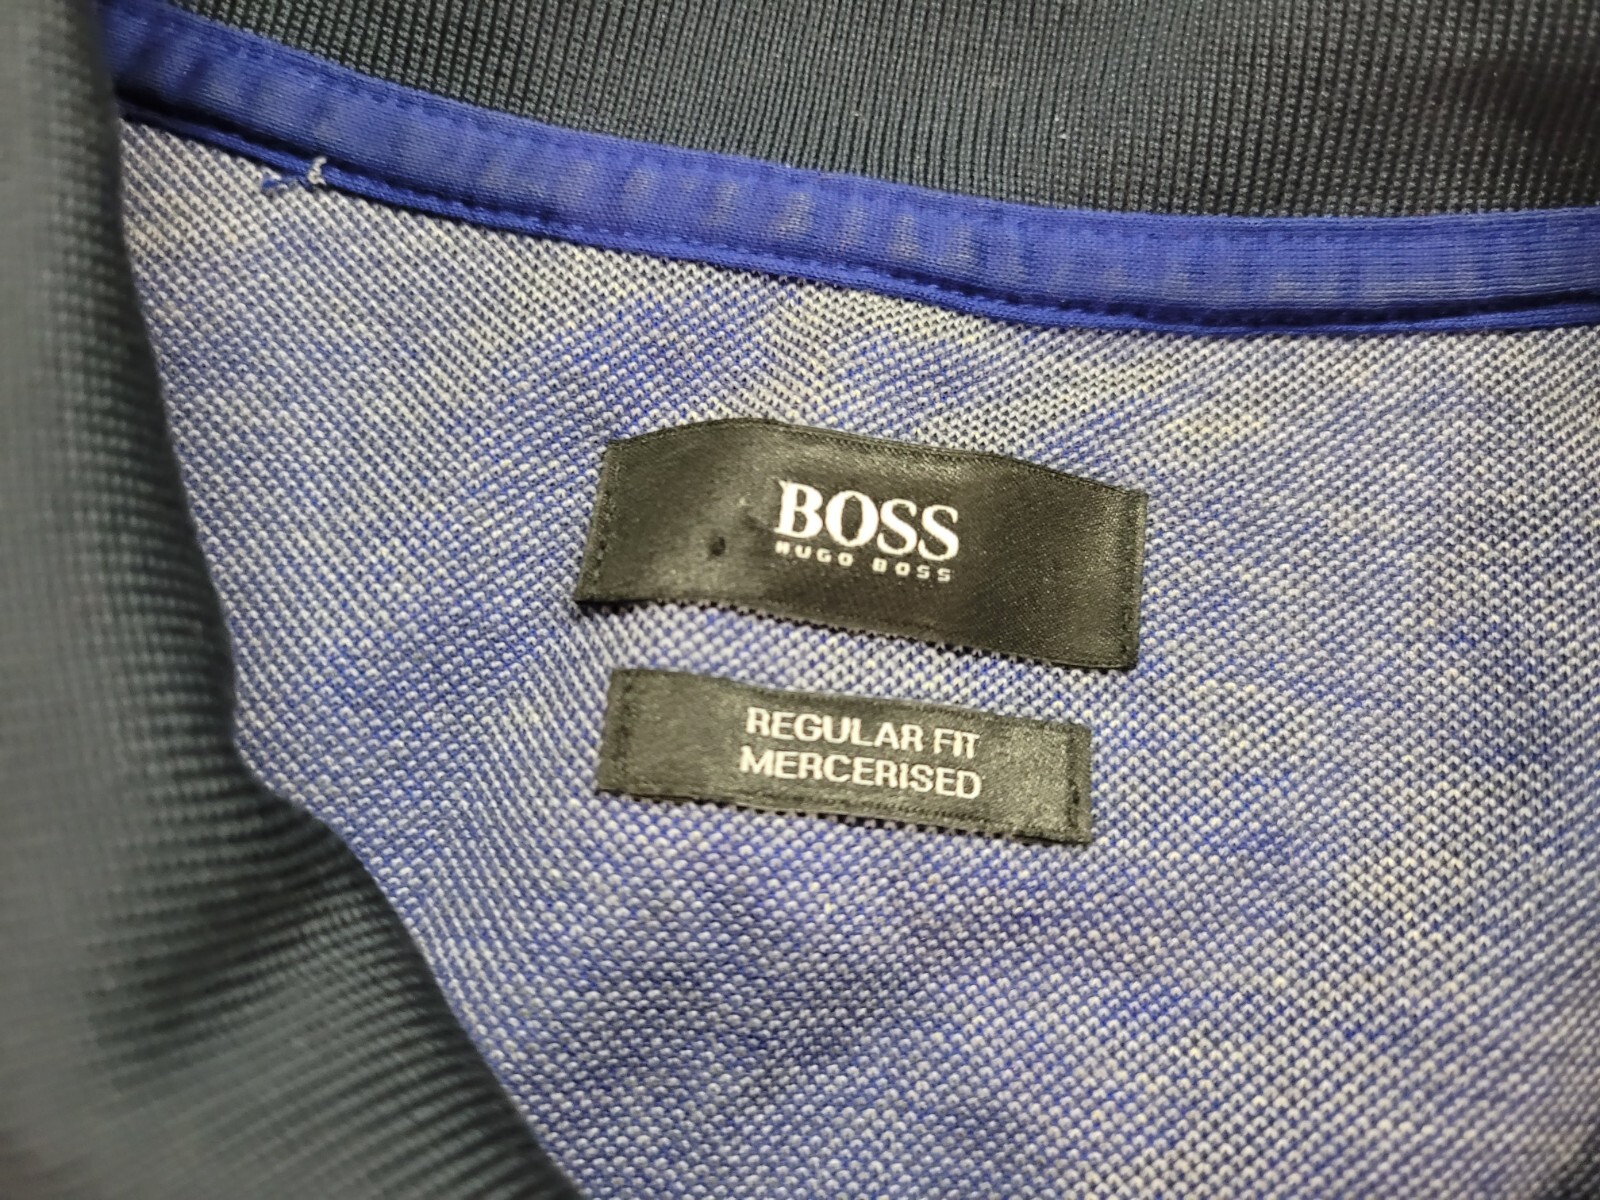 BOSS
HUGO BOSS
REGULAR FIT
MERCERISED